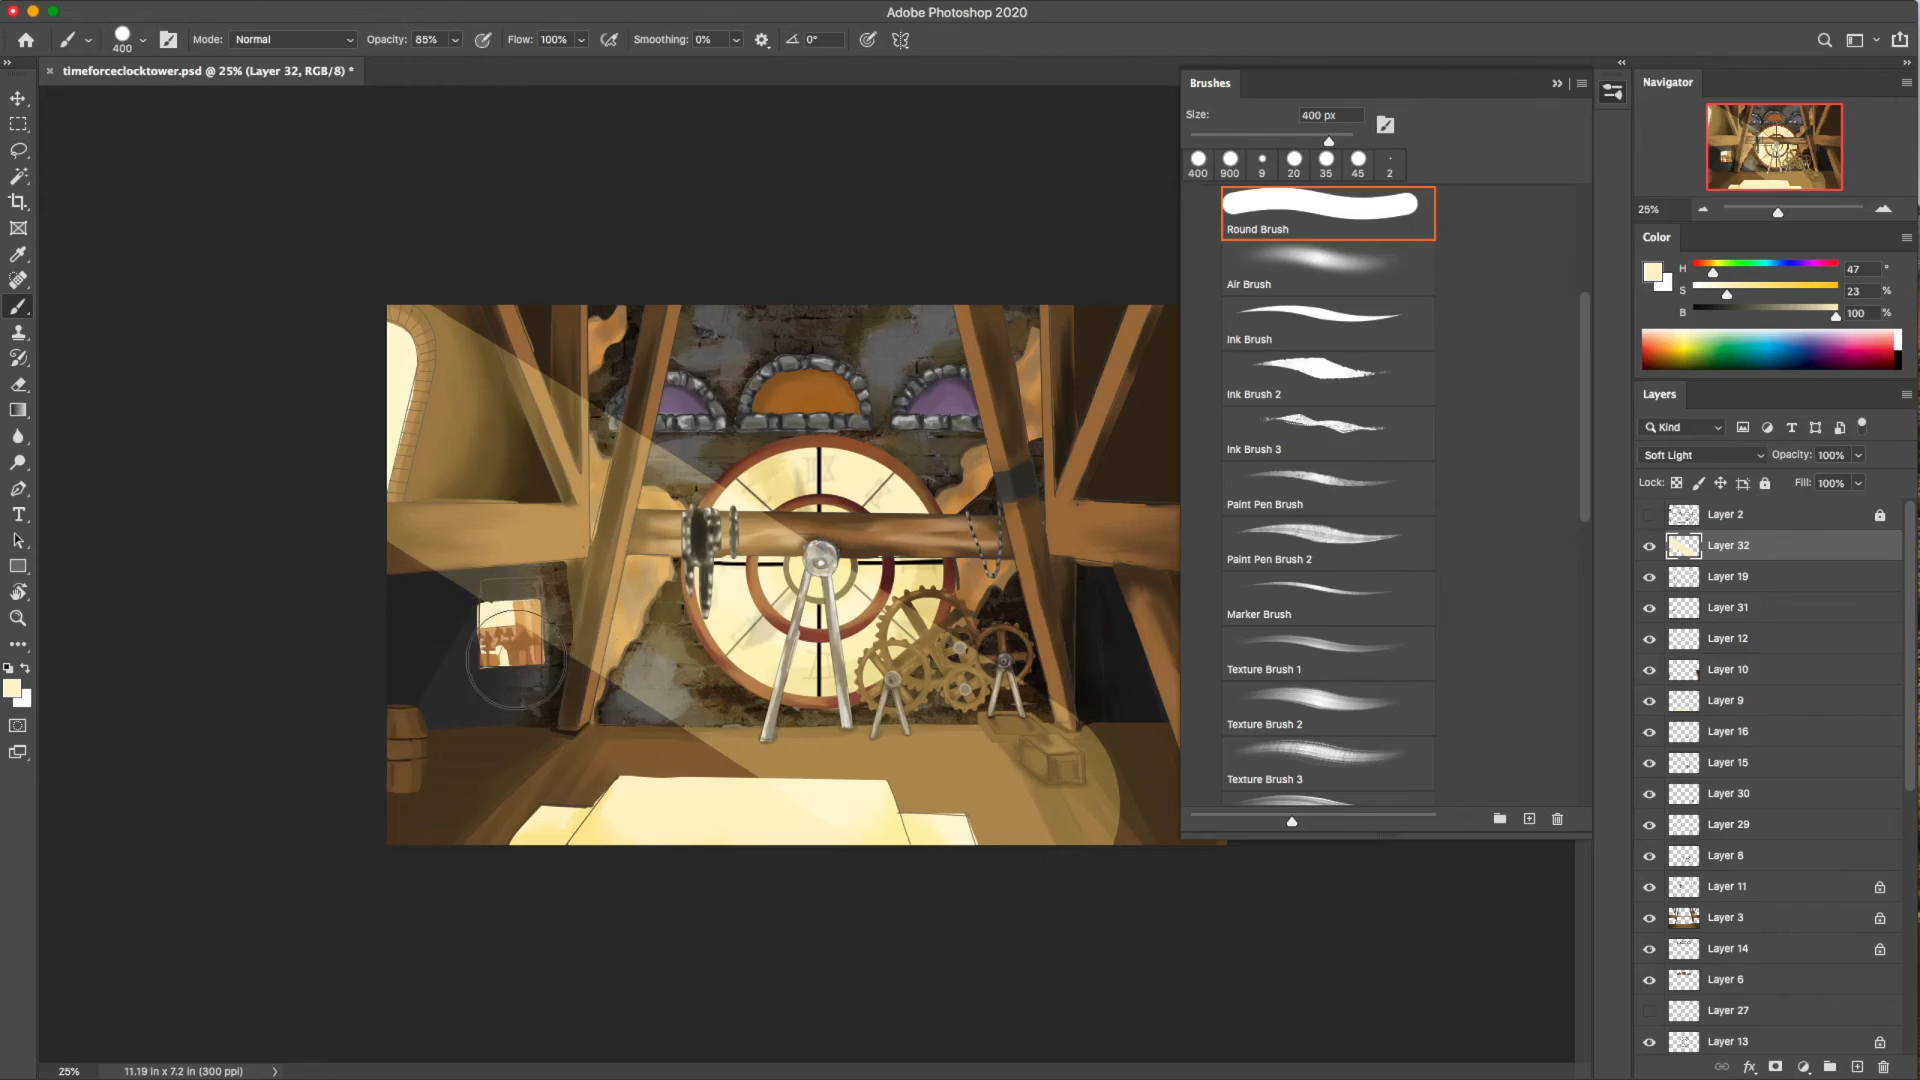 Adobe Photoshop 2020
400
Mode: Normal
Opacity: 85%
Flow: 100%
Smoothing: 0%
0°
timeforceclocktower.psd @ 25% (Layer 32, RGB/8) *
Brushes
Size: 400 px
400 900 9 20 35 45 2
Round Brush
Air Brush
Ink Brush
Ink Brush 2
Ink Brush 3
Paint Pen Brush
Paint Pen Brush 2
Marker Brush
Texture Brush 1
Texture Brush 2
Texture Brush 3
Navigator
25%
Color
H 47 °
S 23 %
B 100 %
Layers
Kind
Soft Light Opacity: 100%
Lock: Fill: 100%
Layer 2
Layer 32
Layer 19
Layer 31
Layer 12
Layer 10
Layer 9
Layer 16
Layer 15
Layer 30
Layer 29
Layer 8
Layer 11
Layer 3
Layer 14
Layer 6
Layer 27
Layer 13
25% 11.19 in x 7.2 in (300 ppi)